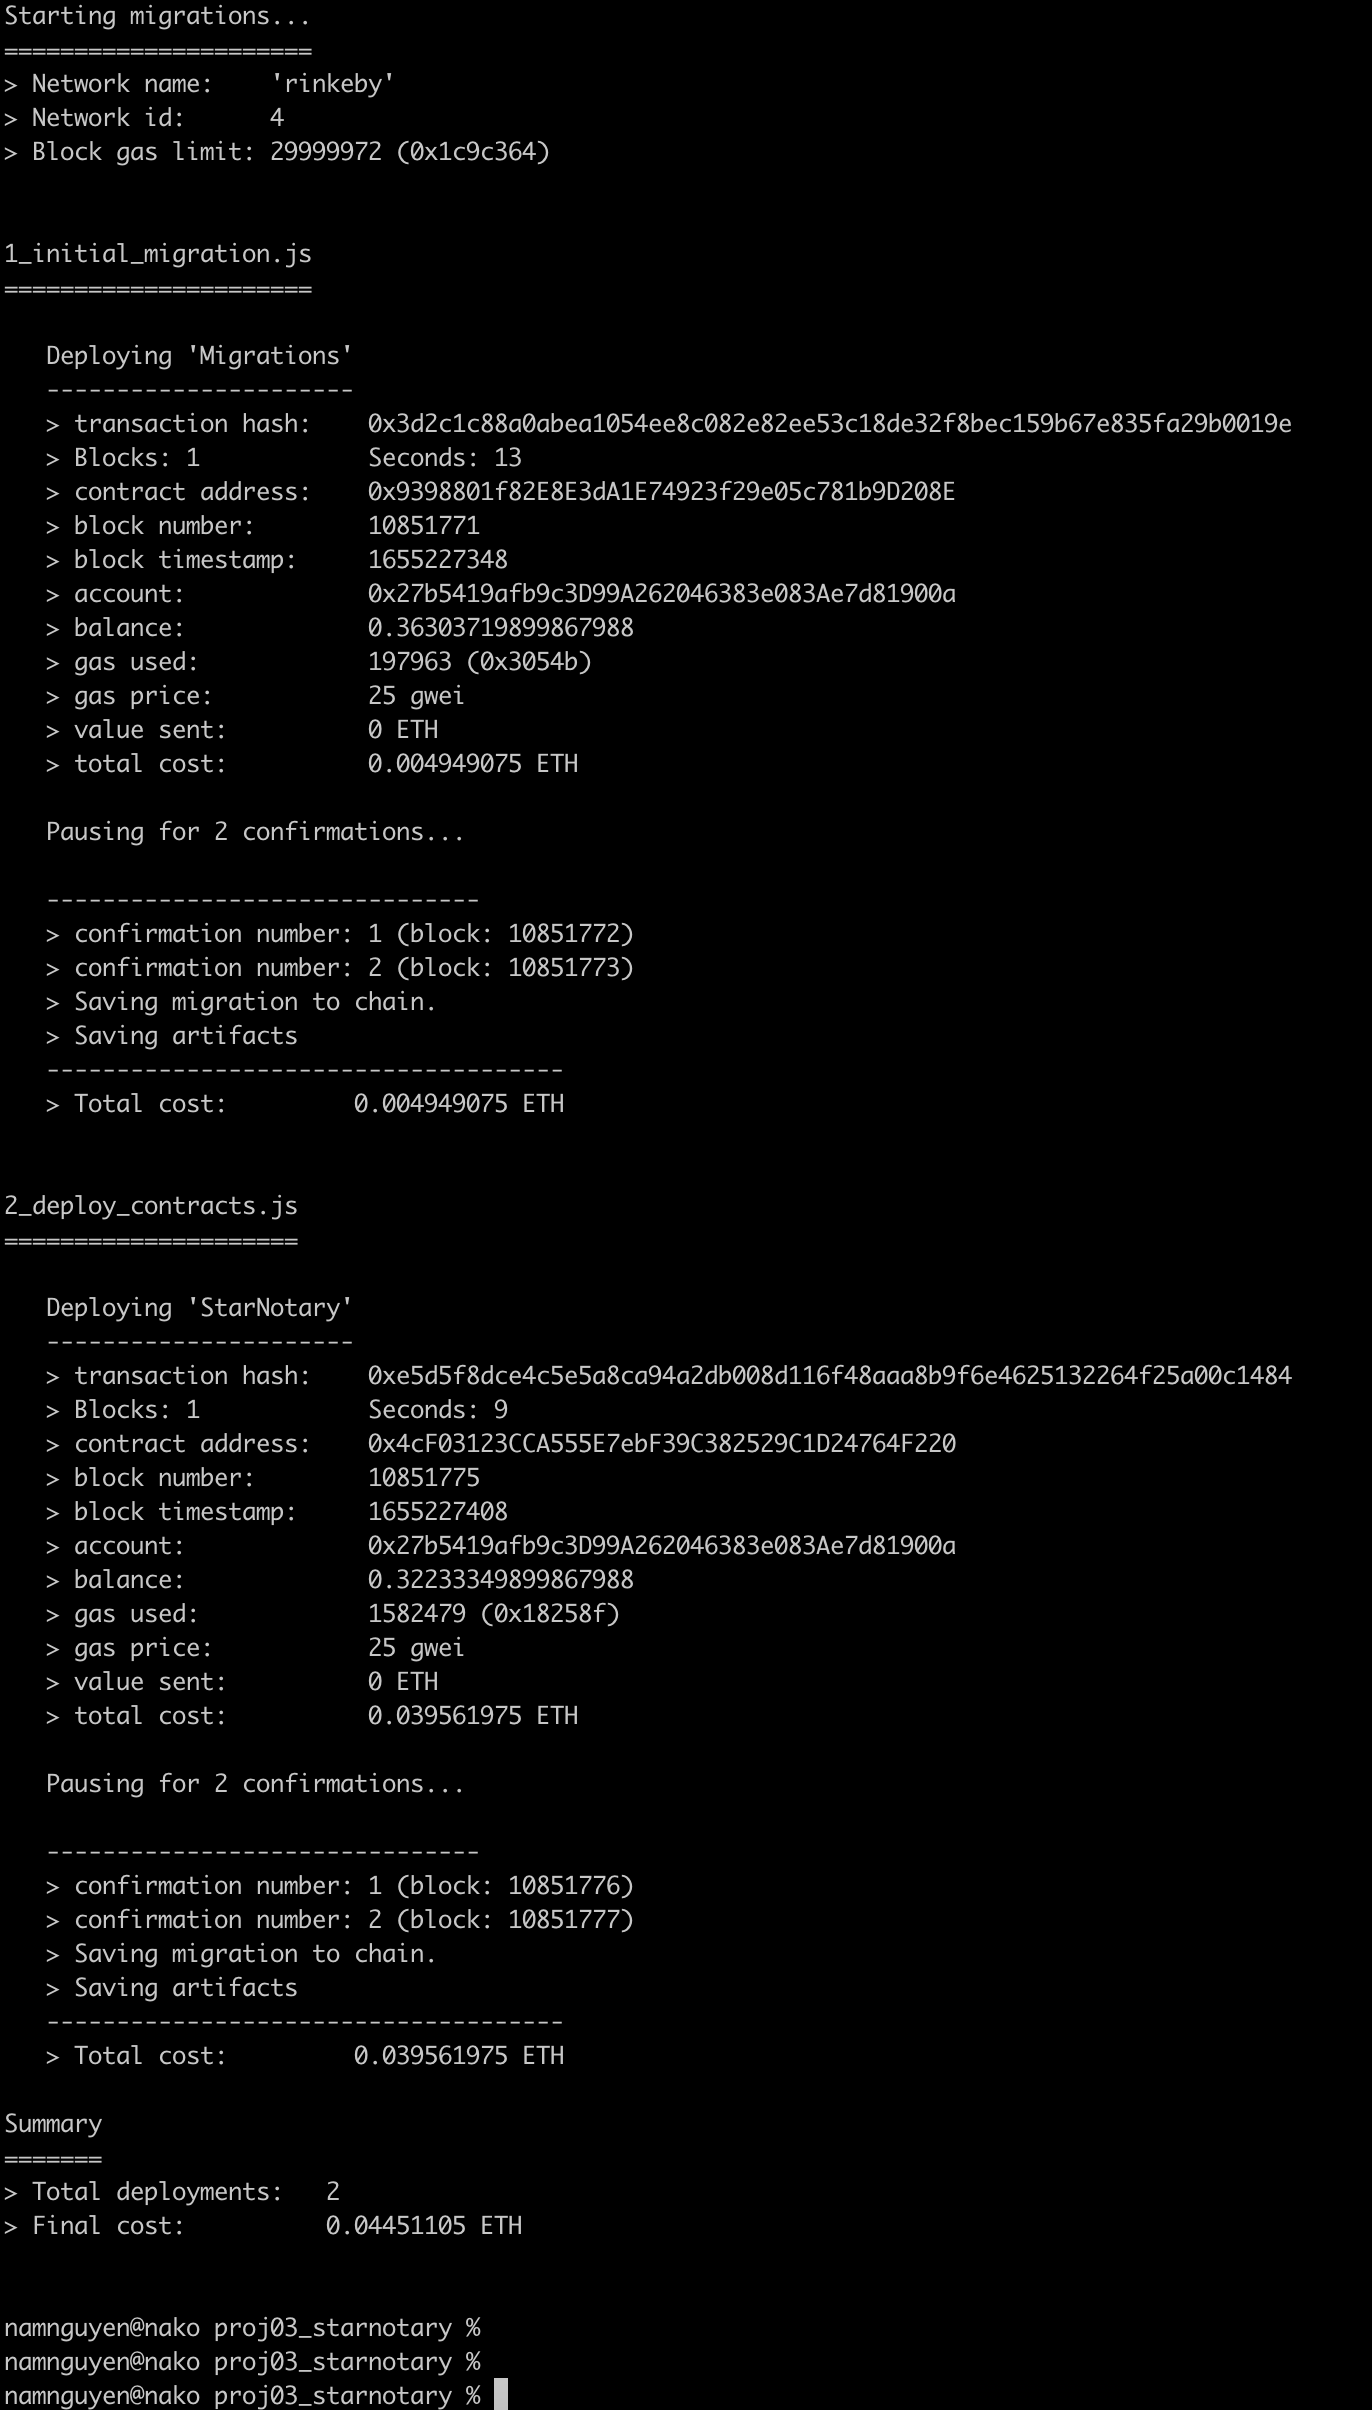 Starting migrations...
======================
> Network name:    'rinkeby'
> Network id:      4
> Block gas limit: 29999972 (0x1c9c364)
1_initial_migration.js
======================
   Deploying 'Migrations'
   ----------------------
   > transaction hash:    0x3d2c1c88a0abea1054ee8c082e82ee53c18de32f8bec159b67e835fa29b0019e
   > Blocks: 1            Seconds: 13
   > contract address:    0x9398801f82E8E3dA1E74923f29e05c781b9D208E
   > block number:        10851771
   > block timestamp:     1655227348
   > account:             0x27b5419afb9c3D99A262046383e083Ae7d81900a
   > balance:             0.36303719899867988
   > gas used:            197963 (0x3054b)
   > gas price:           25 gwei
   > value sent:          0 ETH
   > total cost:          0.004949075 ETH
   Pausing for 2 confirmations...
   -------------------------------
   > confirmation number: 1 (block: 10851772)
   > confirmation number: 2 (block: 10851773)
   > Saving migration to chain.
   > Saving artifacts
   -------------------------------------
   > Total cost:         0.004949075 ETH
2_deploy_contracts.js
=====================
   Deploying 'StarNotary'
   ----------------------
   > transaction hash:    0xe5d5f8dce4c5e5a8ca94a2db008d116f48aaa8b9f6e4625132264f25a00c1484
   > Blocks: 1            Seconds: 9
   > contract address:    0x4cF03123CCA555E7ebF39C382529C1D24764F220
   > block number:        10851775
   > block timestamp:     1655227408
   > account:             0x27b5419afb9c3D99A262046383e083Ae7d81900a
   > balance:             0.32233349899867988
   > gas used:            1582479 (0x18258f)
   > gas price:           25 gwei
   > value sent:          0 ETH
   > total cost:          0.039561975 ETH
   Pausing for 2 confirmations...
   -------------------------------
   > confirmation number: 1 (block: 10851776)
   > confirmation number: 2 (block: 10851777)
   > Saving migration to chain.
   > Saving artifacts
   -------------------------------------
   > Total cost:         0.039561975 ETH
Summary
=======
> Total deployments:   2
> Final cost:          0.04451105 ETH
namnguyen@nako proj03_starnotary %
namnguyen@nako proj03_starnotary %
namnguyen@nako proj03_starnotary %